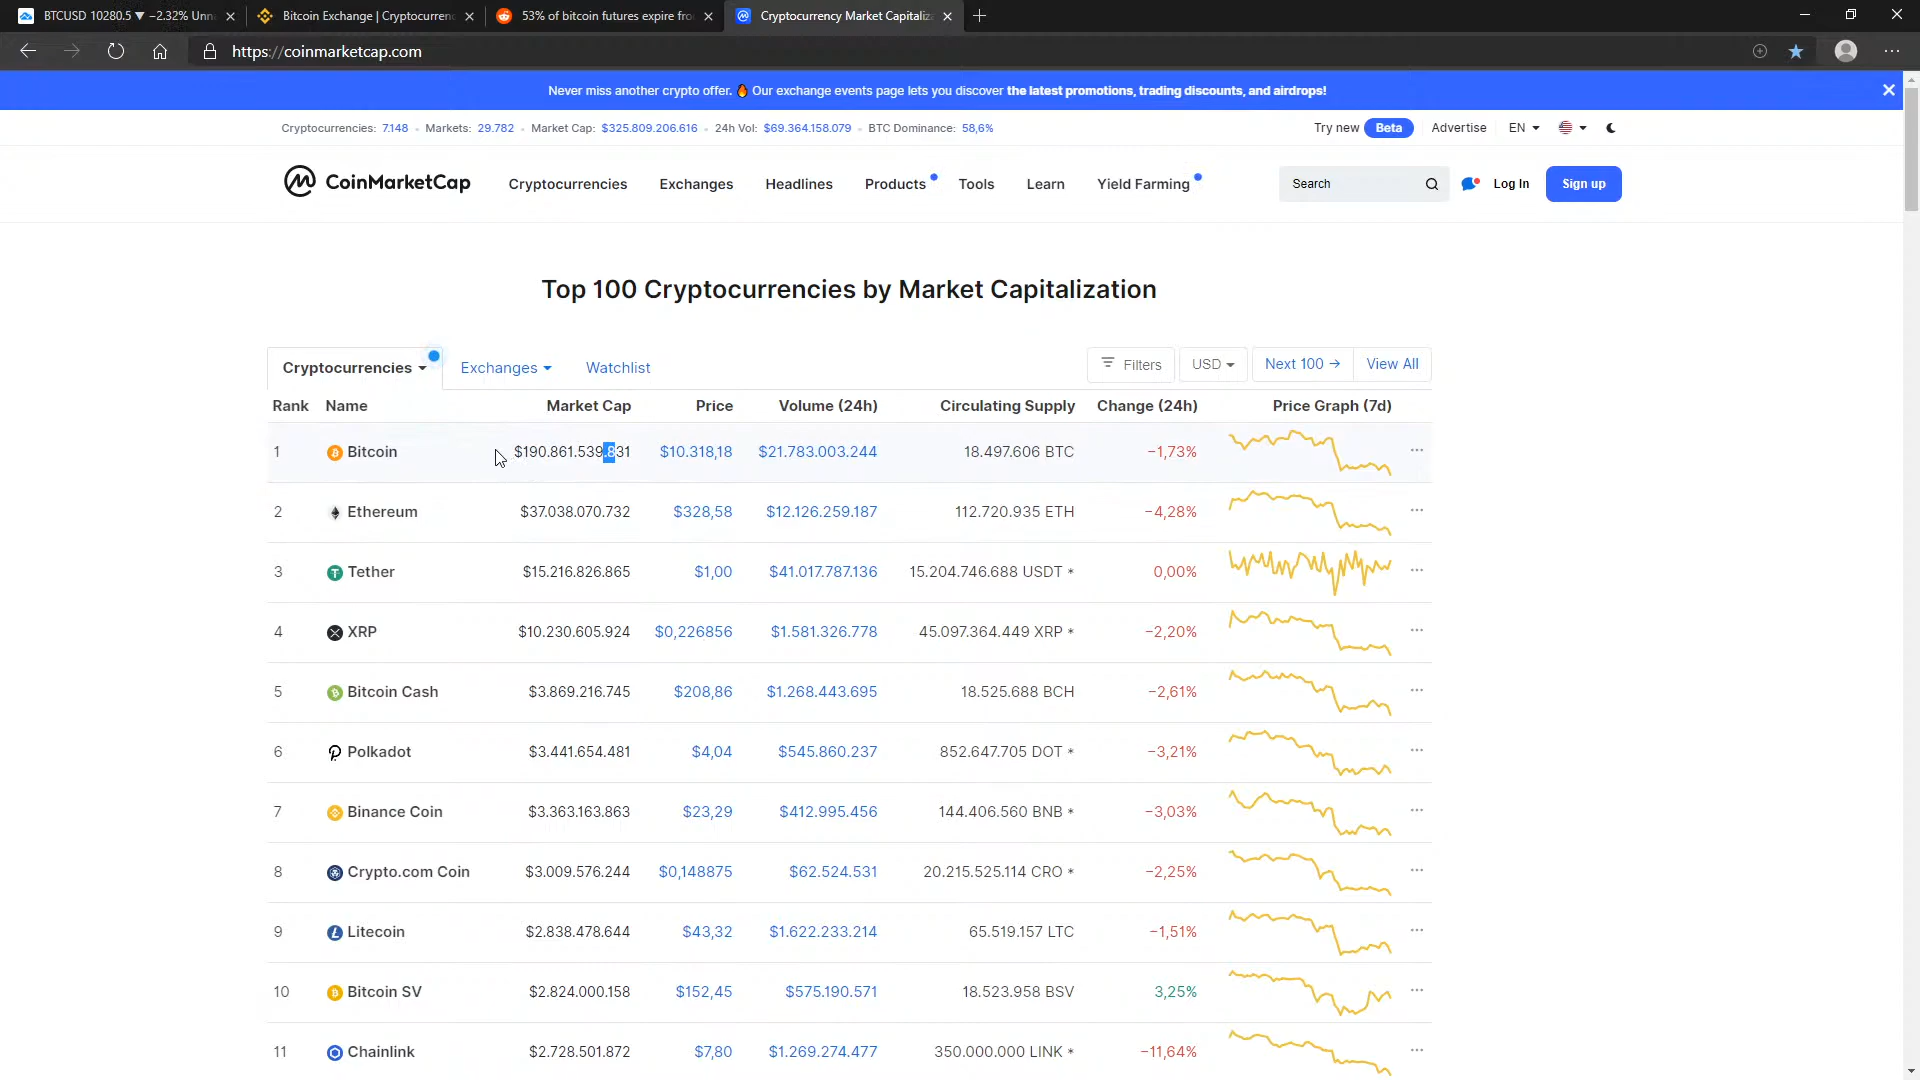 BTCUSD 10280.5 ▼ −2.32% Unn
Bitcoin Exchange | Cryptocurrenc
53% of bitcoin futures expire fro
Cryptocurrency Market Capitaliza
https://coinmarketcap.com
Never miss another crypto offer. 🔥 Our exchange events page lets you discover the latest promotions, trading discounts, and airdrops!
Cryptocurrencies: 7.148 • Markets: 29.782 • Market Cap: $325.809.206.616 • 24h Vol: $69.364.158.079 • BTC Dominance: 58,6%
Try new Beta Advertise EN
CoinMarketCap
Cryptocurrencies Exchanges Headlines Products Tools Learn Yield Farming
Search
Log In
Sign up
Top 100 Cryptocurrencies by Market Capitalization
Cryptocurrencies Exchanges Watchlist
Filters USD Next 100 → View All
Rank Name Market Cap Price Volume (24h) Circulating Supply Change (24h) Price Graph (7d)
1 Bitcoin $190.861.539.831 $10.318,18 $21.783.003.244 18.497.606 BTC −1,73%
2 Ethereum $37.038.070.732 $328,58 $12.126.259.187 112.720.935 ETH −4,28%
3 Tether $15.216.826.865 $1,00 $41.017.787.136 15.204.746.688 USDT * 0,00%
4 XRP $10.230.605.924 $0,226856 $1.581.326.778 45.097.364.449 XRP * −2,20%
5 Bitcoin Cash $3.869.216.745 $208,86 $1.268.443.695 18.525.688 BCH −2,61%
6 Polkadot $3.441.654.481 $4,04 $545.860.237 852.647.705 DOT * −3,21%
7 Binance Coin $3.363.163.863 $23,29 $412.995.456 144.406.560 BNB * −3,03%
8 Crypto.com Coin $3.009.576.244 $0,148875 $62.524.531 20.215.525.114 CRO * −2,25%
9 Litecoin $2.838.478.644 $43,32 $1.622.233.214 65.519.157 LTC −1,51%
10 Bitcoin SV $2.824.000.158 $152,45 $575.190.571 18.523.958 BSV 3,25%
11 Chainlink $2.728.501.872 $7,80 $1.269.274.477 350.000.000 LINK * −11,64%